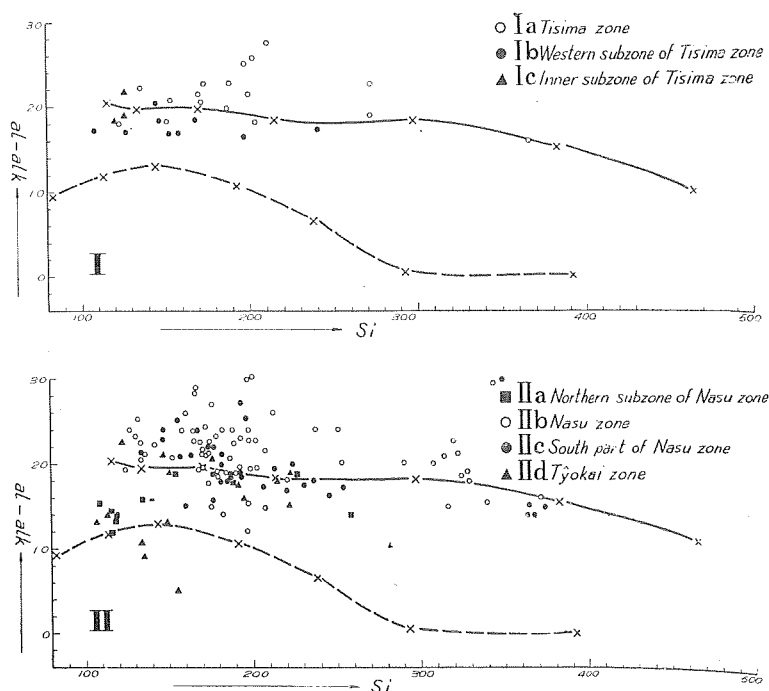 Ia Tisima zone
Ib Western subzone of Tisima zone
Ic Inner subzone of Tisima zone
30
20
10
0
al-alk
I
100
200
300
400
500
Si
IIa Northern subzone of Nasu zone
IIb Nasu zone
IIc South part of Nasu zone
IId Tŷokai zone
30
20
10
0
al-alk
II
100
200
300
400
500
Si